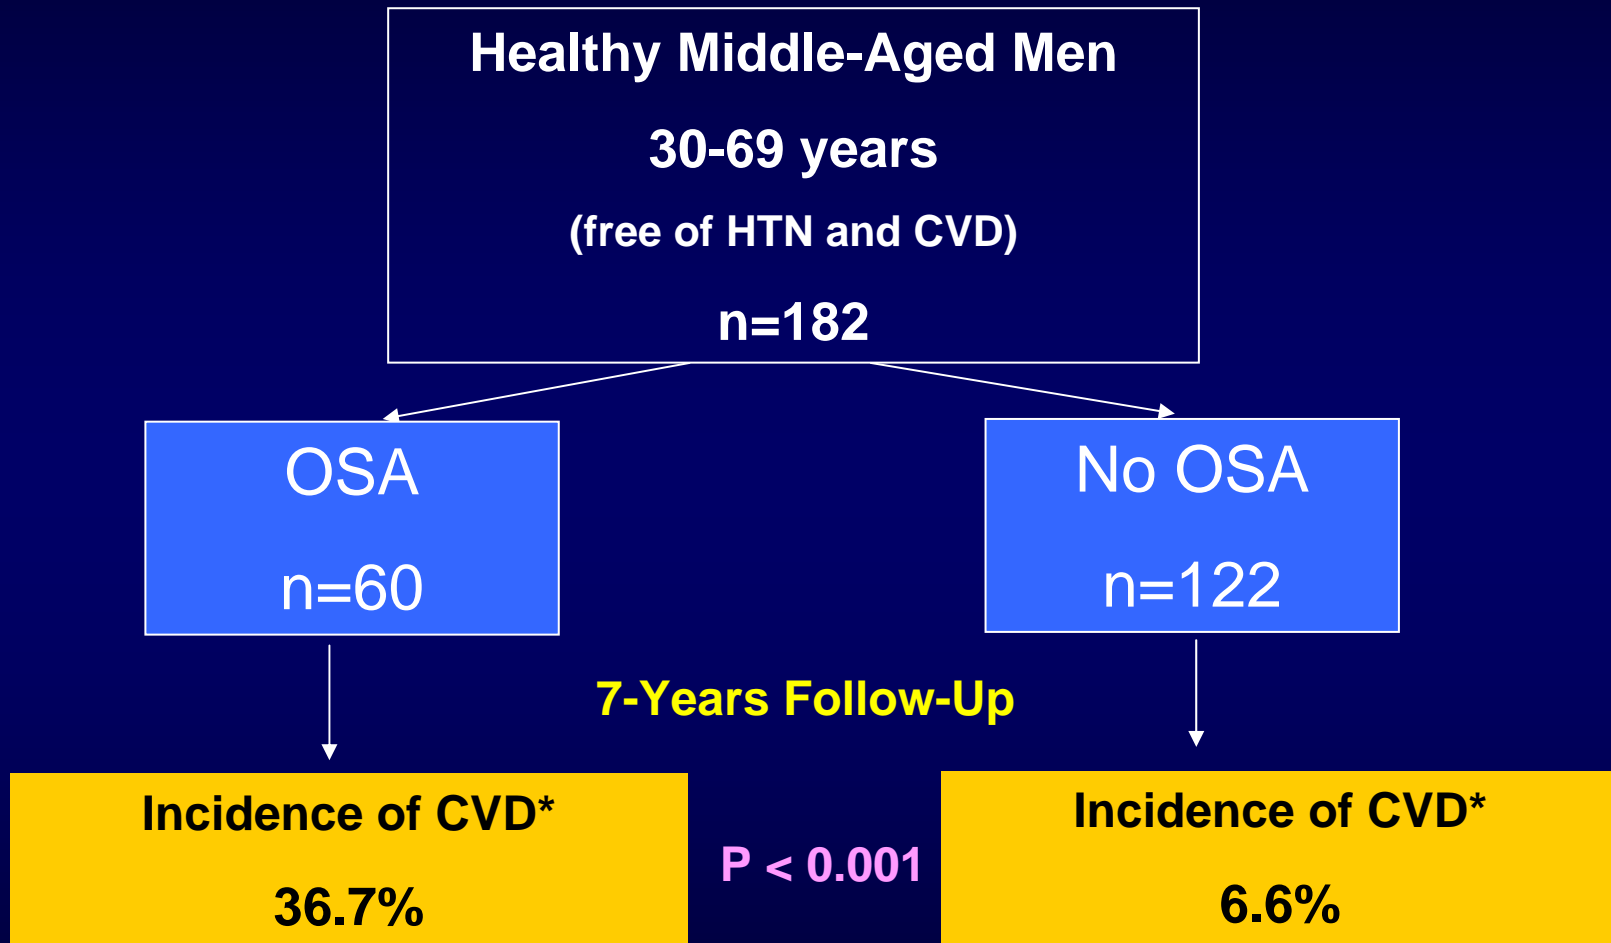 Healthy Middle-Aged Men
30-69 years
(free of HTN and CVD)
n=182
OSA
n=60
No OSA
n=122
7-Years Follow-Up
Incidence of CVD*
36.7%
P < 0.001
Incidence of CVD*
6.6%